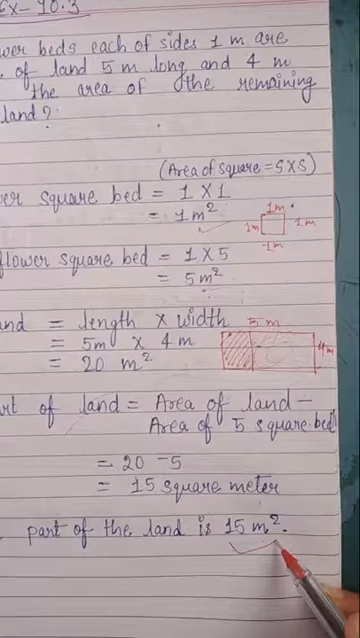 Ex- 10.3
wer beds each of sides 1 m are
of land 5 m long and 4 m
the area of the remaining
land?
(Area of square = S X S)
er square bed = 1 X 1
= 1 m²
1m
1m 1m
1m
flower square bed = 1 X 5
= 5 m²
nd = length X width
= 5m X 4 m
= 20 m²
5 m
4m
rt of land = Area of land -
Area of 5 square bed
= 20 - 5
= 15 square meter
part of the land is 15 m².